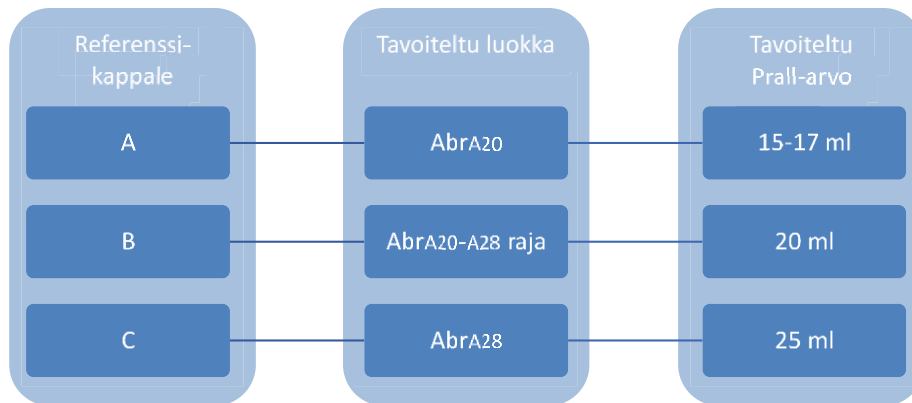 Referenssi-
kappale
Tavoiteltu luokka
Tavoiteltu
Prall-arvo
A
AbrA20
15-17 ml
B
AbrA20-A28 raja
20 ml
C
AbrA28
25 ml